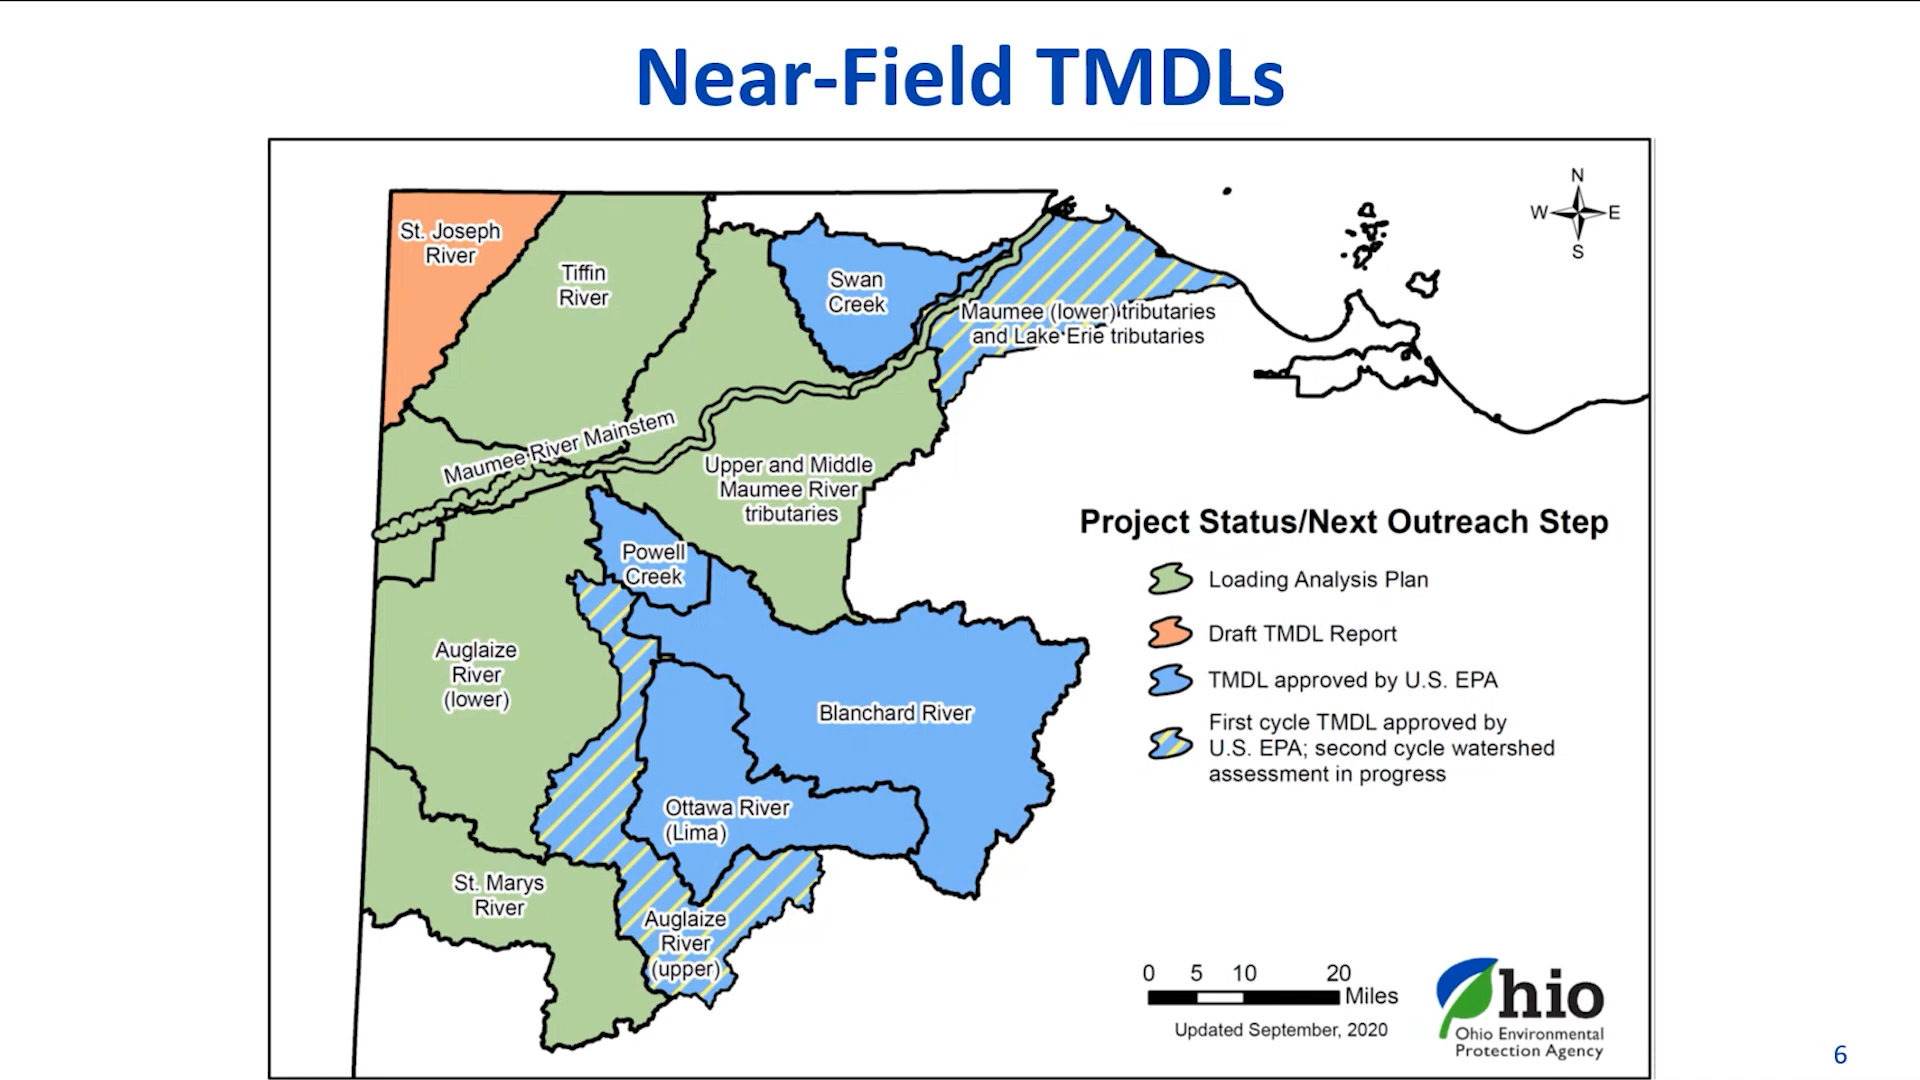 Near-Field TMDLs
N
W
E
S
St. Joseph
River
Tiffin
River
Swan
Creek
Maumee (lower) tributaries
and Lake Erie tributaries
Maumee River Mainstem
Upper and Middle
Maumee River
tributaries
Powell
Creek
Auglaize
River
(lower)
Blanchard River
Ottawa River
(Lima)
St. Marys
River
Auglaize
River
(upper)
Project Status/Next Outreach Step
Loading Analysis Plan
Draft TMDL Report
TMDL approved by U.S. EPA
First cycle TMDL approved by
U.S. EPA; second cycle watershed
assessment in progress
0 5 10 20
Miles
Updated September, 2020
Ohio
Ohio Environmental
Protection Agency
6